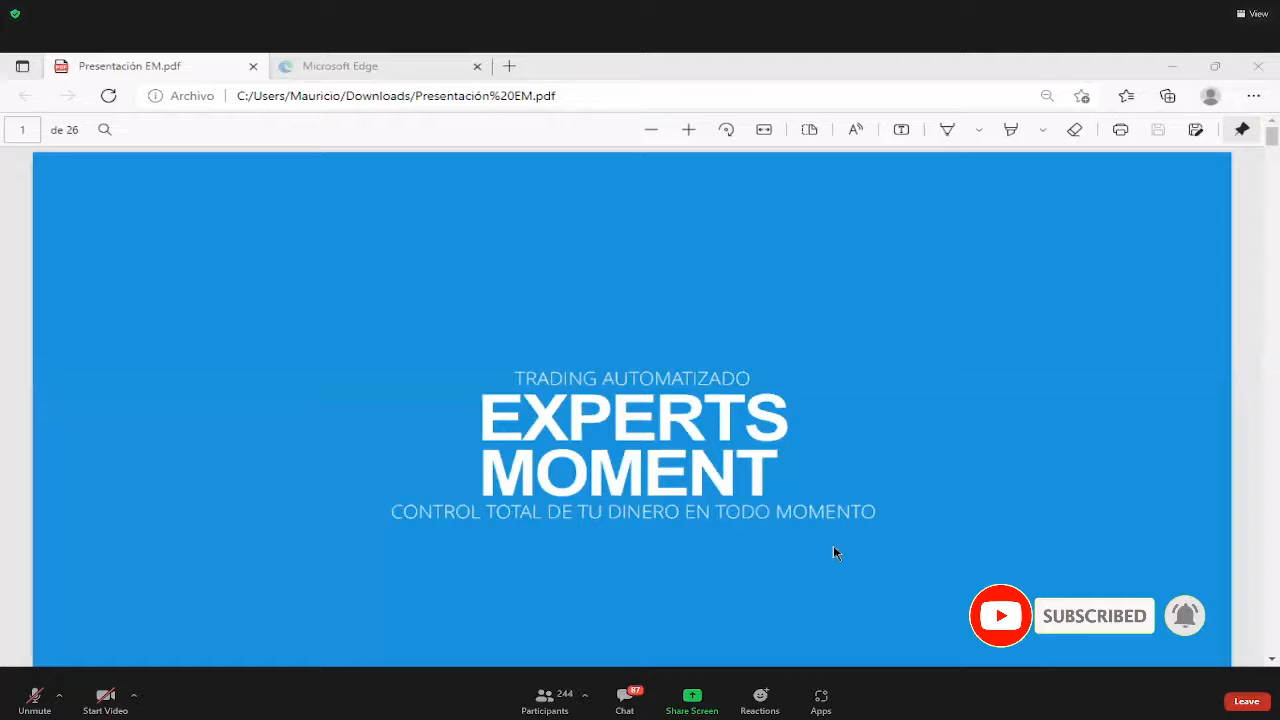 View
Presentación EM.pdf
Microsoft Edge
Archivo
C:/Users/Mauricio/Downloads/Presentación%20EM.pdf
1 de 26
TRADING AUTOMATIZADO
EXPERTS
MOMENT
CONTROL TOTAL DE TU DINERO EN TODO MOMENTO
SUBSCRIBED
244
87
Unmute
Start Video
Participants
Chat
Share Screen
Reactions
Apps
Leave